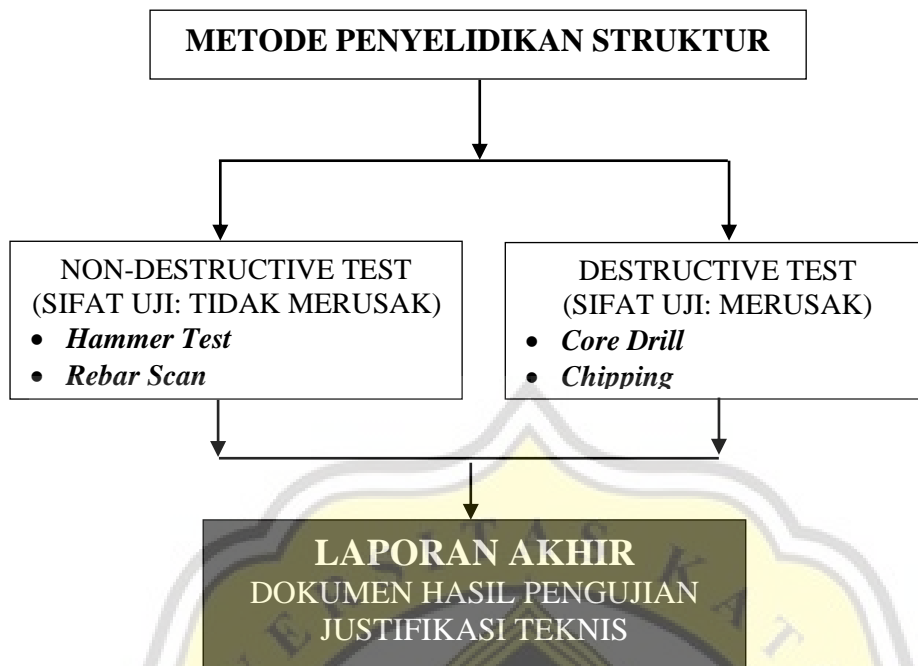 METODE PENYELIDIKAN STRUKTUR
NON-DESTRUCTIVE TEST
(SIFAT UJI: TIDAK MERUSAK)
• Hammer Test
• Rebar Scan
DESTRUCTIVE TEST
(SIFAT UJI: MERUSAK)
• Core Drill
• Chipping
LAPORAN AKHIR
DOKUMEN HASIL PENGUJIAN
JUSTIFIKASI TEKNIS